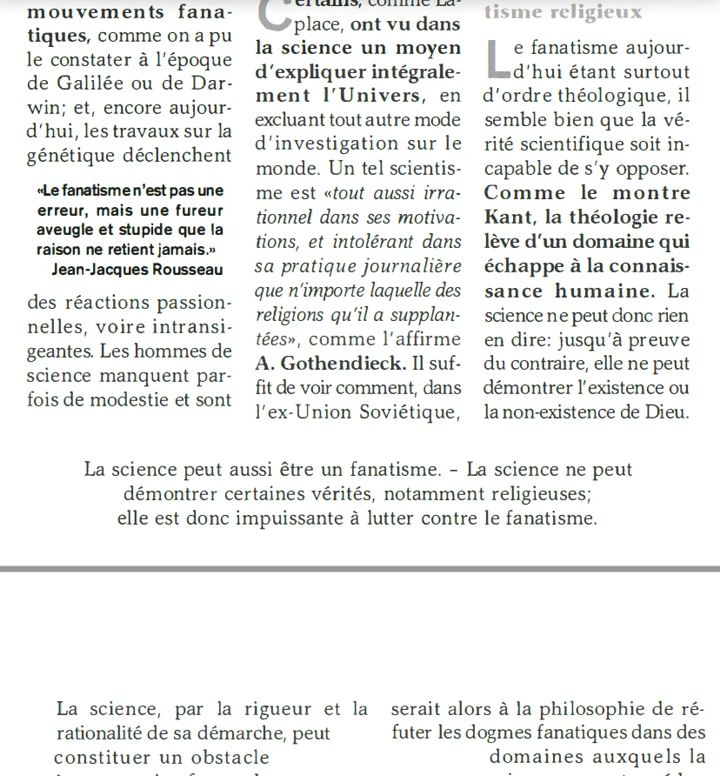 mouvements fana-
tiques, comme on a pu
le constater à l'époque
de Galilée ou de Dar-
win; et, encore aujour-
d'hui, les travaux sur la
génétique déclenchent
«Le fanatisme n'est pas une
erreur, mais une fureur
aveugle et stupide que la
raison ne retient jamais.»
Jean-Jacques Rousseau
des réactions passion-
nelles, voire intransi-
geantes. Les hommes de
science manquent par-
fois de modestie et sont
Certains, comme La-
place, ont vu dans
la science un moyen
d'expliquer intégrale-
ment l'Univers, en
excluant tout autre mode
d'investigation sur le
monde. Un tel scientis-
me est «tout aussi irra-
tionnel dans ses motiva-
tions, et intolérant dans
sa pratique journalière
que n'importe laquelle des
religions qu'il a supplan-
tées», comme l'affirme
A. Gothendieck. Il suf-
fit de voir comment, dans
l'ex-Union Soviétique,
tisme religieux
Le fanatisme aujour-
d'hui étant surtout
d'ordre théologique, il
semble bien que la vé-
rité scientifique soit in-
capable de s'y opposer.
Comme le montre
Kant, la théologie re-
lève d'un domaine qui
échappe à la connais-
sance humaine. La
science ne peut donc rien
en dire: jusqu'à preuve
du contraire, elle ne peut
démontrer l'existence ou
la non-existence de Dieu.
La science peut aussi être un fanatisme. – La science ne peut
démontrer certaines vérités, notamment religieuses;
elle est donc impuissante à lutter contre le fanatisme.
La science, par la rigueur et la
rationalité de sa démarche, peut
constituer un obstacle
serait alors à la philosophie de ré-
futer les dogmes fanatiques dans des
domaines auxquels la